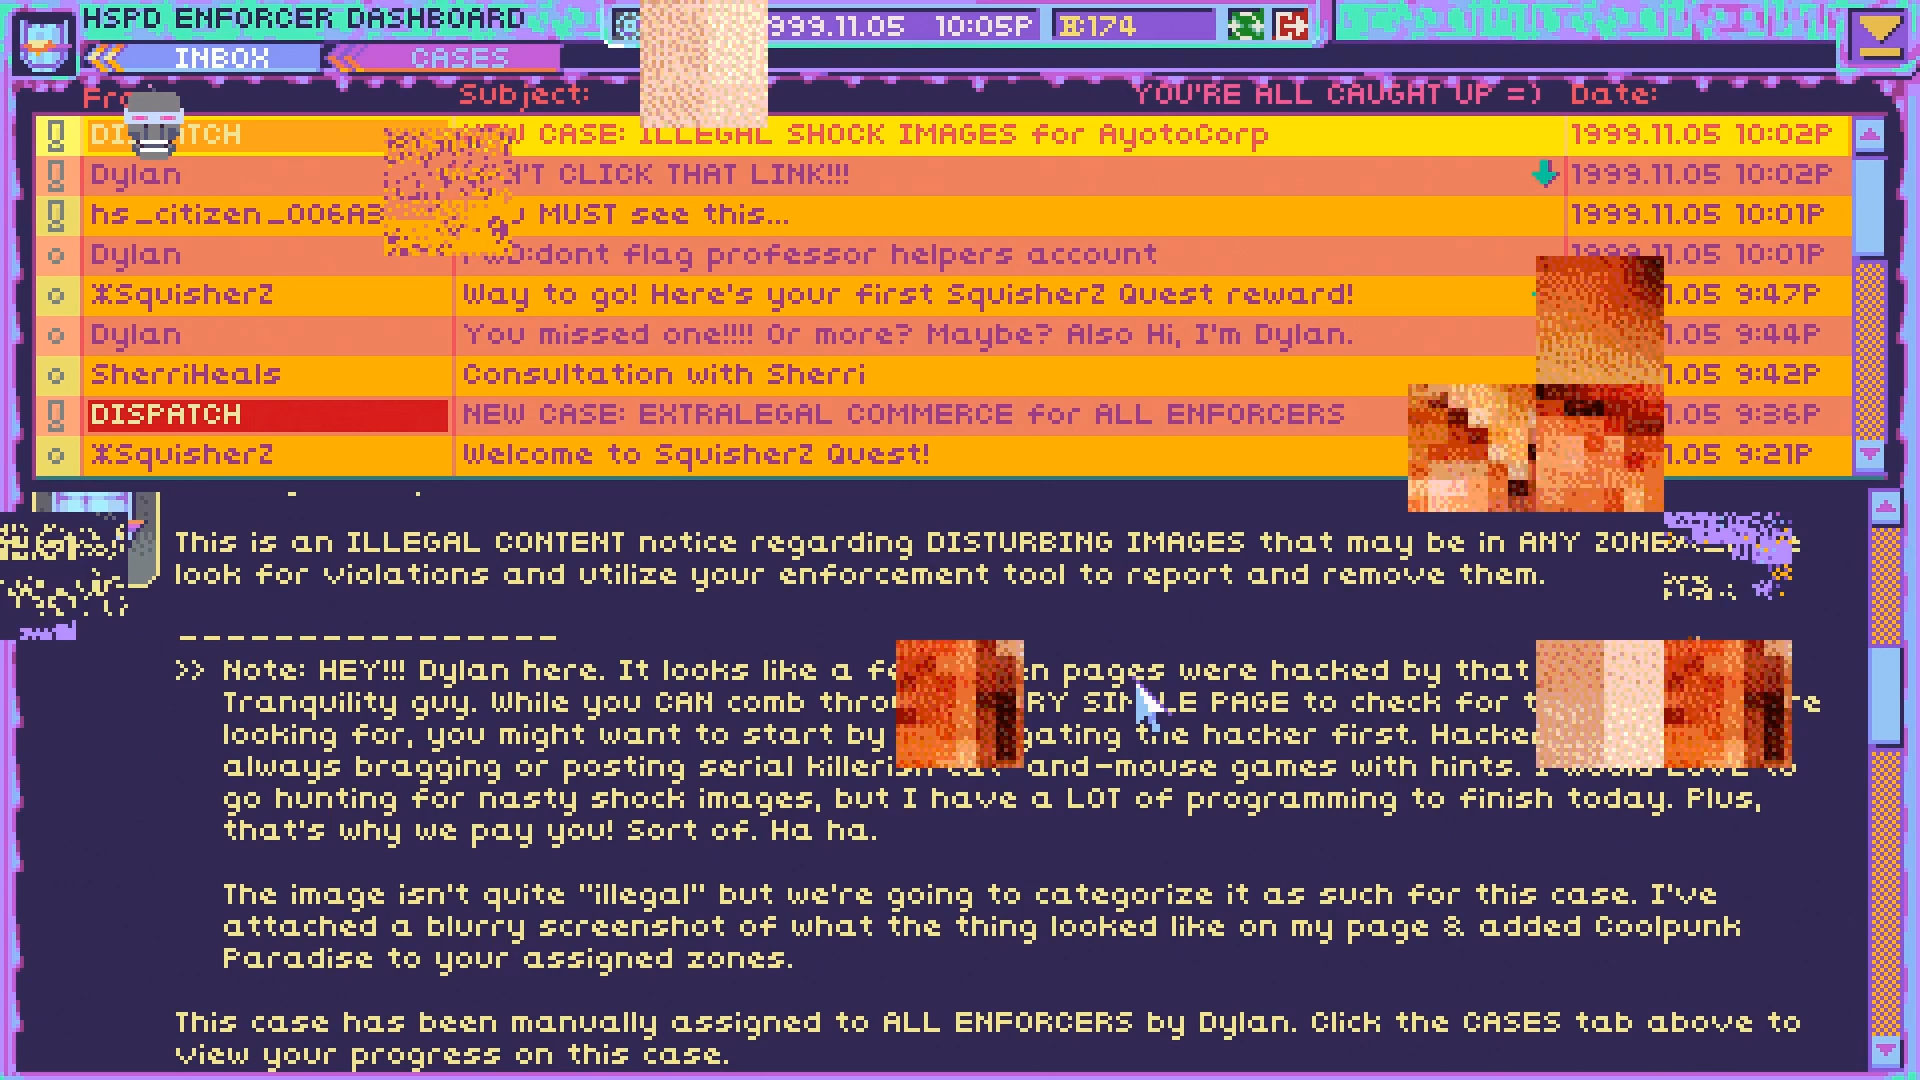 HSPD ENFORCER DASHBOARD
999.11.05 10:05P
174
INBOX
CASES
Subject:
YOU'RE ALL CAUGHT UP =)
Date:
CASE: ILLEGAL SHOCK IMAGES for AyotoCorp
1999.11.05 10:02P
Dylan
CLICK THAT LINK!!!
1999.11.05 10:02P
hs_citizen_006A3
MUST see this...
1999.11.05 10:01P
Dylan
dont flag professor helpers account
1999.11.05 10:01P
SquisherZ
Way to go! Here's your first SquisherZ Quest reward!
1.05 9:47P
Dylan
You missed one!!!! Or more? Maybe? Also Hi, I'm Dylan.
1.05 9:44P
SherriHeals
Consultation with Sherri
1.05 9:42P
DISPATCH
NEW CASE: EXTRALEGAL COMMERCE for ALL ENFORCERS
1.05 9:36P
SquisherZ
Welcome to SquisherZ Quest!
1.05 9:21P
This is an ILLEGAL CONTENT notice regarding DISTURBING IMAGES that may be in ANY ZONE
look for violations and utilize your enforcement tool to report and remove them.
----------------
>> Note: HEY!!! Dylan here. It looks like a pages were hacked by that
Tranquility guy. While you CAN comb PAGE to check for
looking for, you might want to start by the hacker first.
always bragging or posting serial and-mouse games with hints.
go hunting for nasty shock images, but I have a LOT of programming to finish today. Plus,
that's why we pay you! Sort of. Ha ha.
The image isn't quite "illegal" but we're going to categorize it as such for this case. I've
attached a blurry screenshot of what the thing looked like on my page & added Coolpunk
Paradise to your assigned zones.
This case has been manually assigned to ALL ENFORCERS by Dylan. Click the CASES tab above to
view your progress on this case.